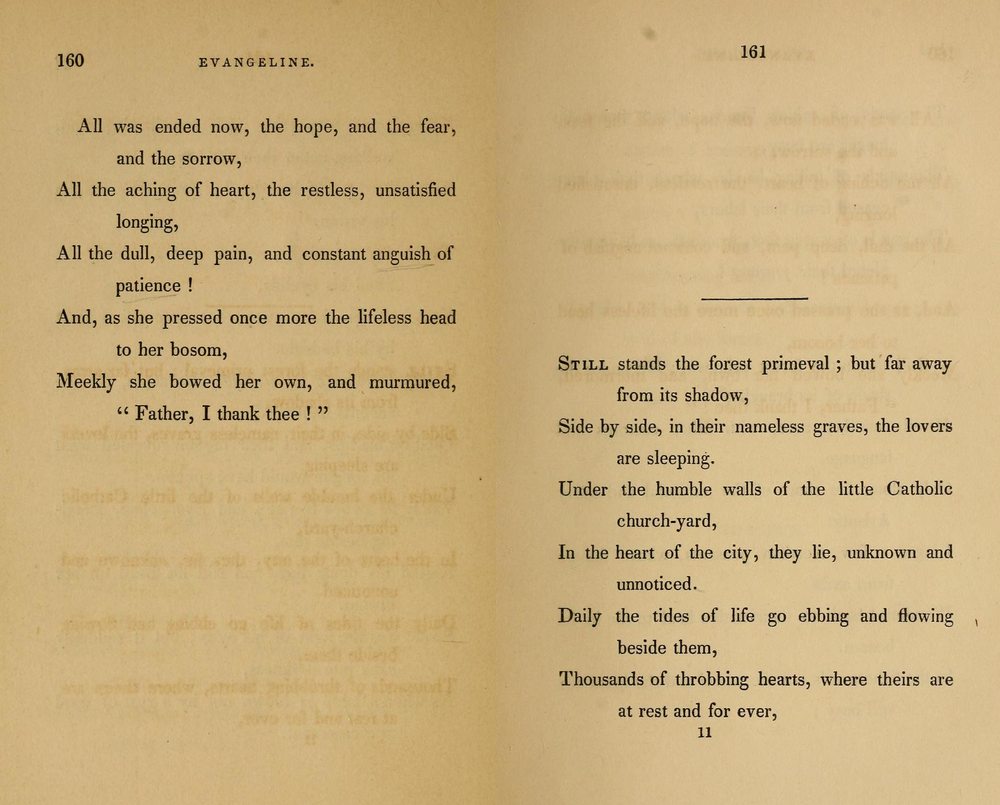 160
EVANGELINE.
All was ended now, the hope, and the fear,
and the sorrow,
All the aching of heart, the restless, unsatisfied
longing,
All the dull, deep pain, and constant anguish of
patience !
And, as she pressed once more the lifeless head
to her bosom,
Meekly she bowed her own, and murmured,
“ Father, I thank thee ! ”
161
STILL stands the forest primeval ; but far away
from its shadow,
Side by side, in their nameless graves, the lovers
are sleeping.
Under the humble walls of the little Catholic
church-yard,
In the heart of the city, they lie, unknown and
unnoticed.
Daily the tides of life go ebbing and flowing
beside them,
Thousands of throbbing hearts, where theirs are
at rest and for ever,
11